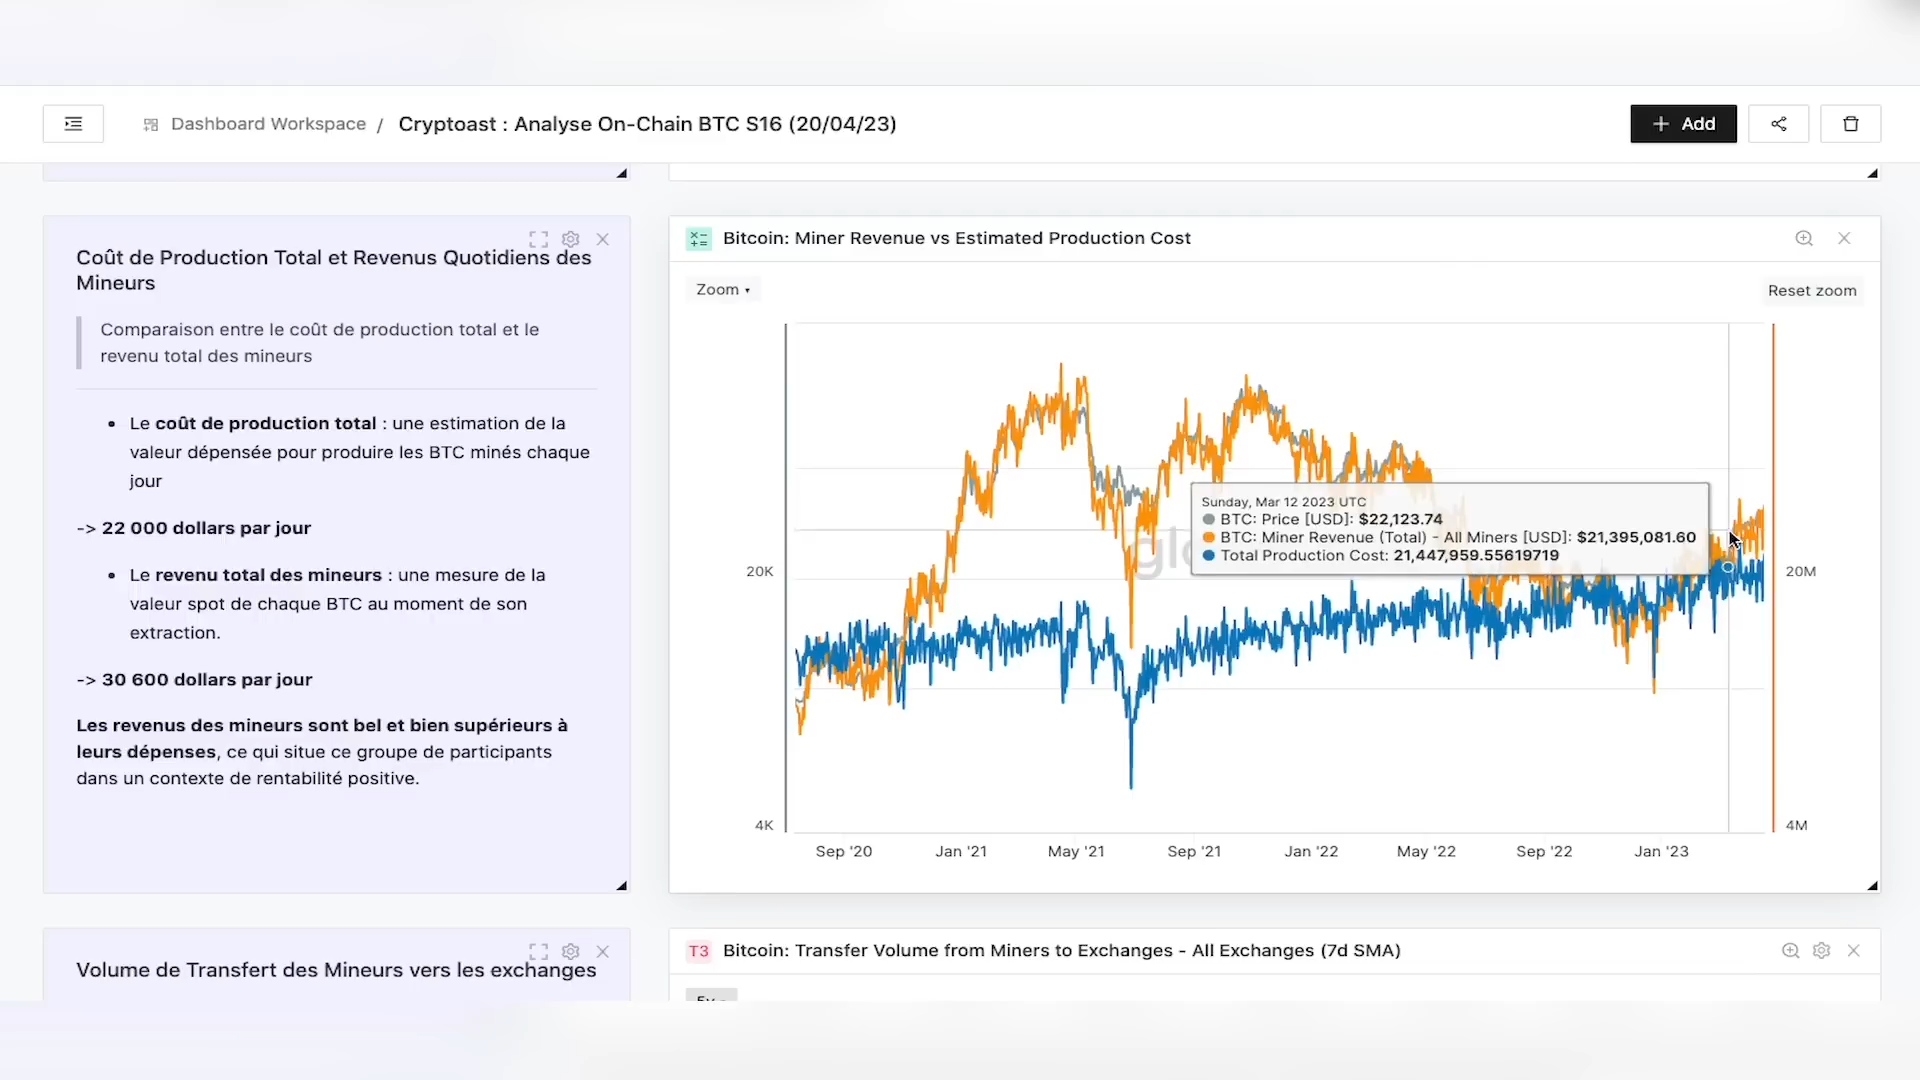 Dashboard Workspace / Cryptoast : Analyse On-Chain BTC S16 (20/04/23)
+ Add
Coût de Production Total et Revenus Quotidiens des
Mineurs
Comparaison entre le coût de production total et le
revenu total des mineurs
• Le coût de production total : une estimation de la
valeur dépensée pour produire les BTC minés chaque
jour
-> 22 000 dollars par jour
• Le revenu total des mineurs : une mesure de la
valeur spot de chaque BTC au moment de son
extraction.
-> 30 600 dollars par jour
Les revenus des mineurs sont bel et bien supérieurs à
leurs dépenses, ce qui situe ce groupe de participants
dans un contexte de rentabilité positive.
Bitcoin: Miner Revenue vs Estimated Production Cost
Zoom
Reset zoom
Sunday, Mar 12 2023 UTC
BTC: Price [USD]: $22,123.74
BTC: Miner Revenue (Total) - All Miners [USD]: $21,395,081.60
Total Production Cost: 21,447,959.55619719
20K
20M
4K
4M
Sep '20 Jan '21 May '21 Sep '21 Jan '22 May '22 Sep '22 Jan '23
Volume de Transfert des Mineurs vers les exchanges
T3 Bitcoin: Transfer Volume from Miners to Exchanges - All Exchanges (7d SMA)